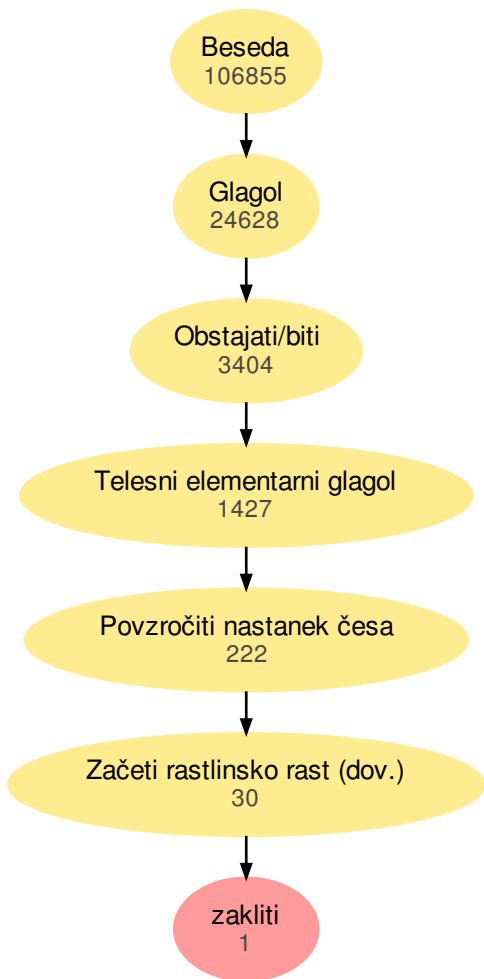 Beseda
106855
Glagol
24628
Obstajati/biti
3404
Telesni elementarni glagol
1427
Povzročiti nastanek česa
222
Začeti rastlinsko rast (dov.)
30
zakliti
1